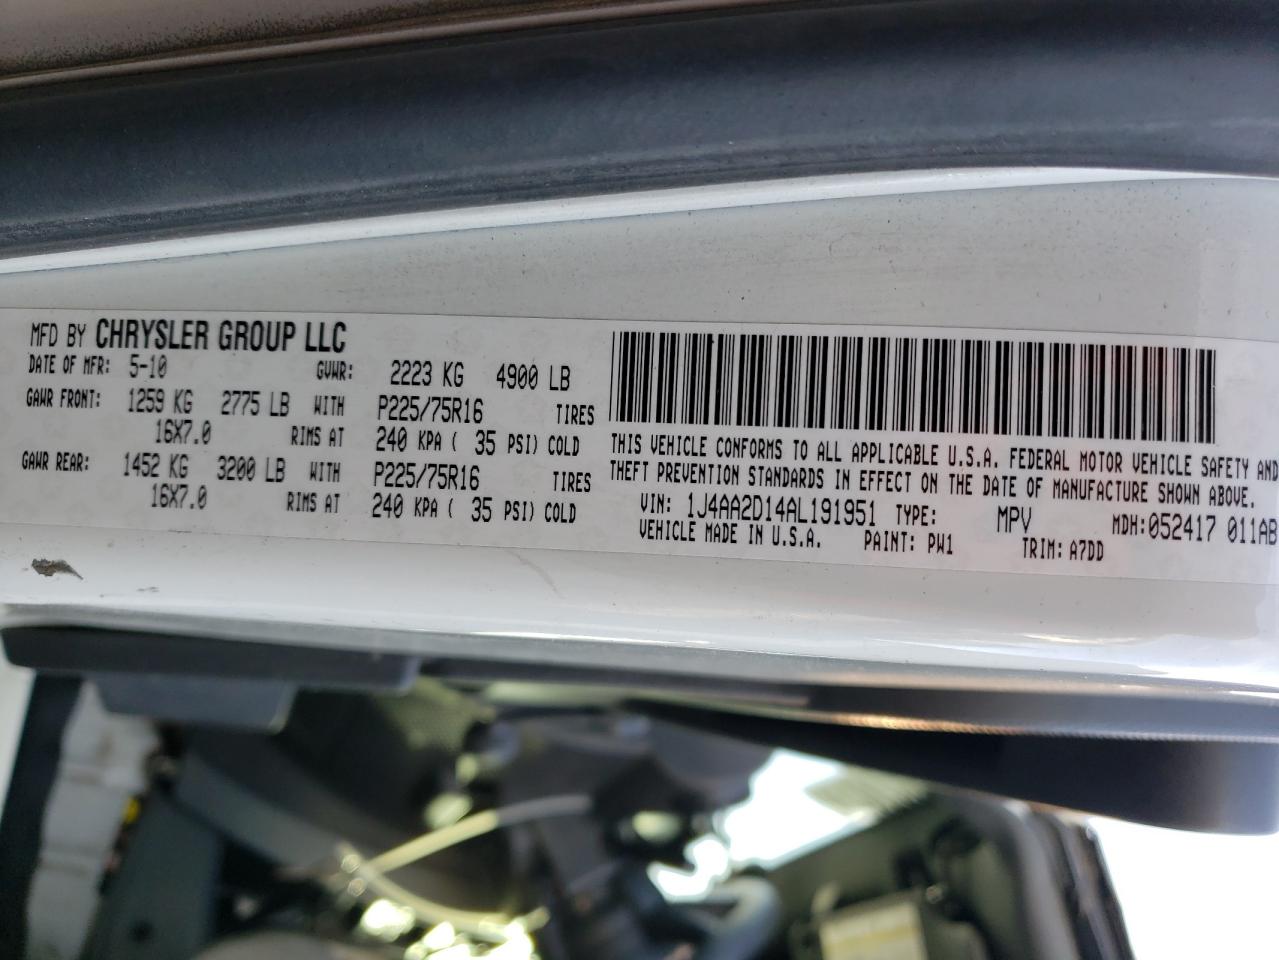 MFD BY CHRYSLER GROUP LLC
DATE OF MFR: 5-10 GVWR: 2223 KG 4900 LB
GAWR FRONT: 1259 KG 2775 LB WITH P225/75R16 TIRES
16X7.0 RIMS AT 240 KPA ( 35 PSI) COLD
GAWR REAR: 1452 KG 3200 LB WITH P225/75R16 TIRES
16X7.0 RIMS AT 240 KPA ( 35 PSI) COLD
THIS VEHICLE CONFORMS TO ALL APPLICABLE U.S.A. FEDERAL MOTOR VEHICLE SAFETY AND
THEFT PREVENTION STANDARDS IN EFFECT ON THE DATE OF MANUFACTURE SHOWN ABOVE.
VIN: 1J4AA2D14AL191951 TYPE: MPV MDH:052417 011AB
VEHICLE MADE IN U.S.A. PAINT: PW1 TRIM: A7DD